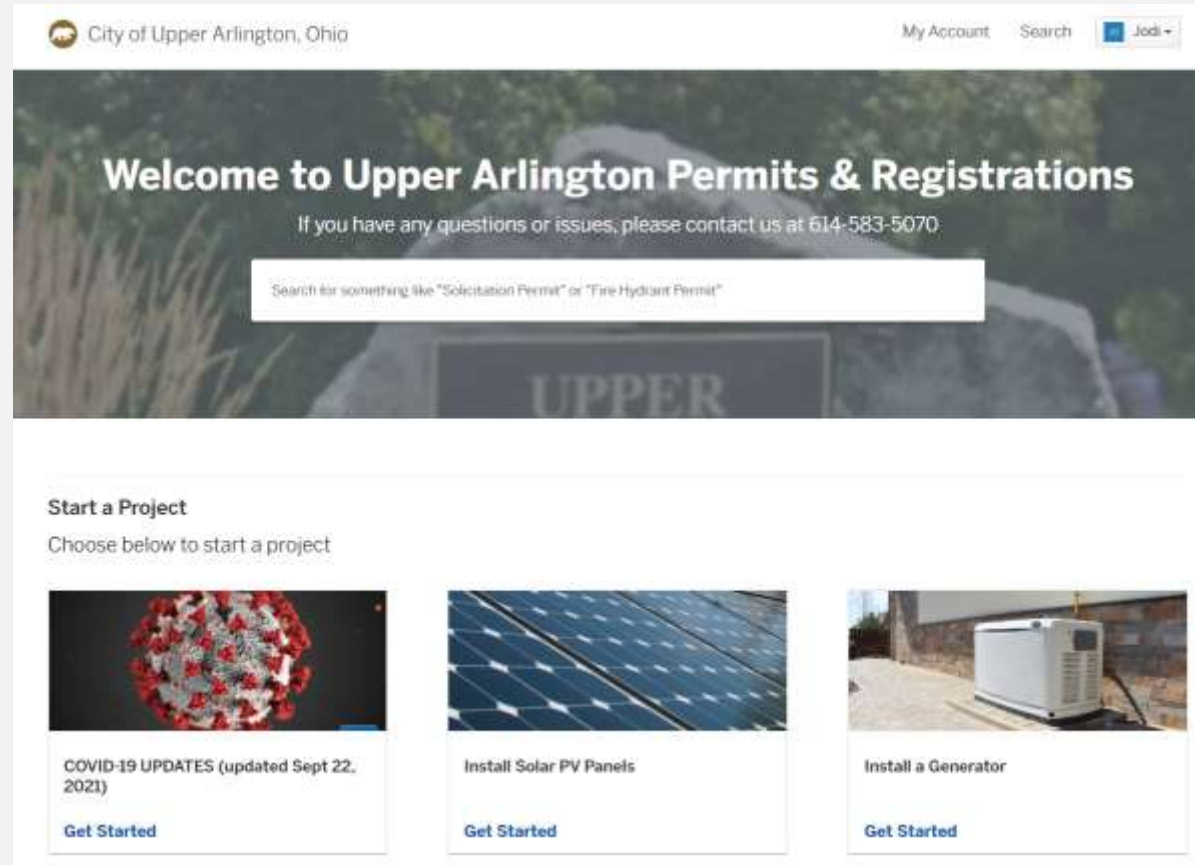 City of Upper Arlington, Ohio
My Account Search Jodi
Welcome to Upper Arlington Permits & Registrations
If you have any questions or issues, please contact us at 614-583-5070
Search for something like "Solicitation Permit" or "Fire Hydrant Permit"
UPPER
Start a Project
Choose below to start a project
COVID-19 UPDATES (updated Sept 22,
2021)
Install Solar PV Panels
Install a Generator
Get Started
Get Started
Get Started